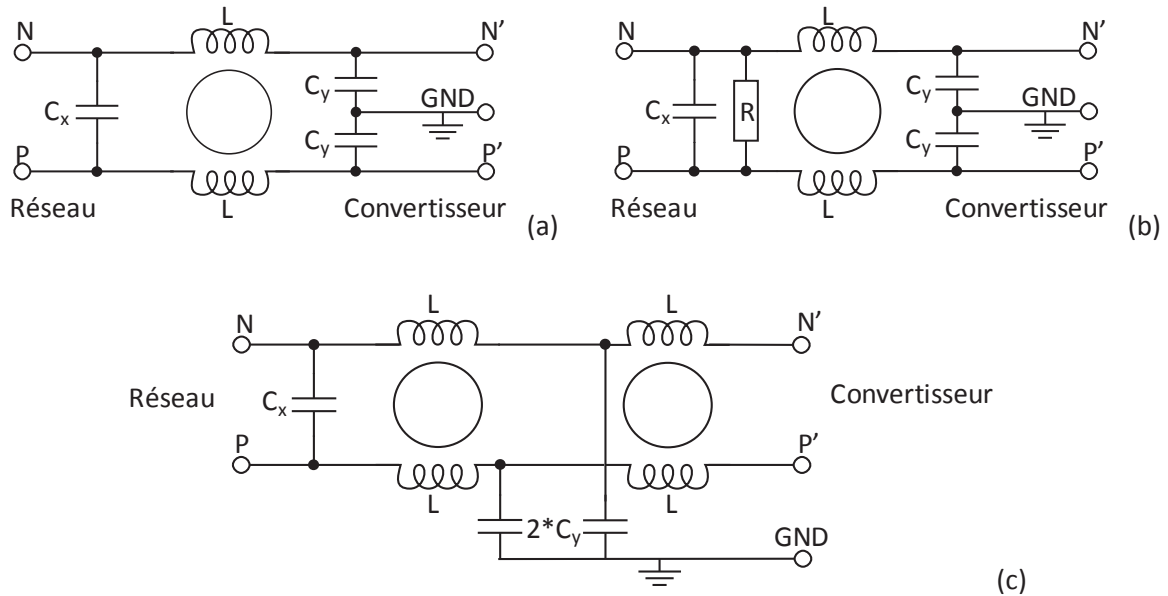 N L N’
Cx Cy GND
Cy
P L P’
Réseau Convertisseur
(a)
N L N’
Cx R Cy GND
Cy
P L P’
Réseau Convertisseur
(b)
N L L N’
Réseau Cx Convertisseur
P L L P'
2*Cy GND
(c)